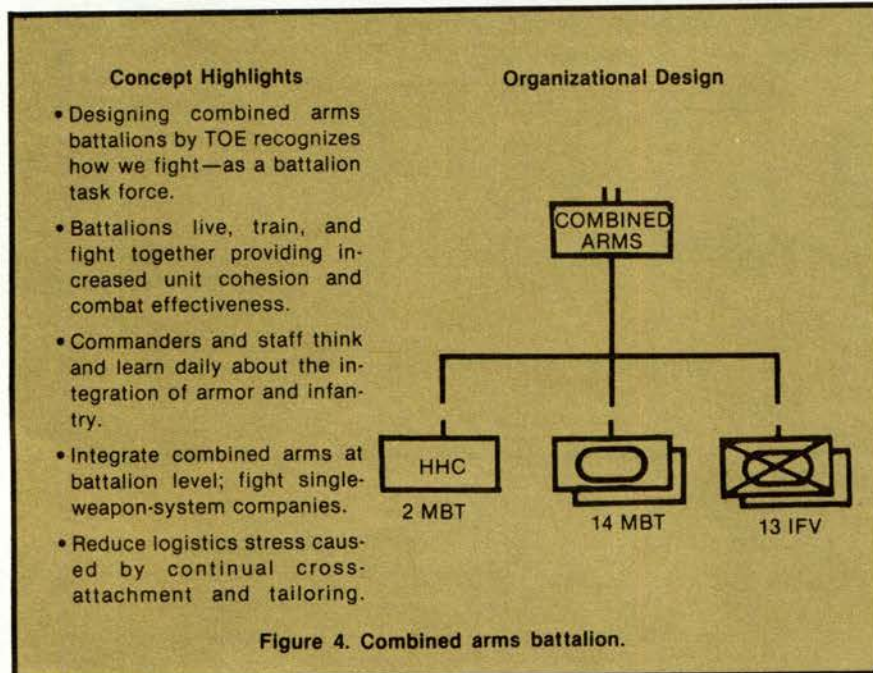 Concept Highlights
• Designing combined arms
battalions by TOE recognizes
how we fight—as a battalion
task force.
• Battalions live, train, and
fight together providing in-
creased unit cohesion and
combat effectiveness.
• Commanders and staff think
and learn daily about the in-
tegration of armor and infan-
try.
• Integrate combined arms at
battalion level; fight single-
weapon-system companies.
• Reduce logistics stress caus-
ed by continual cross-
attachment and tailoring.
Organizational Design
COMBINED
ARMS
HHC
2 MBT
14 MBT
13 IFV
Figure 4. Combined arms battalion.